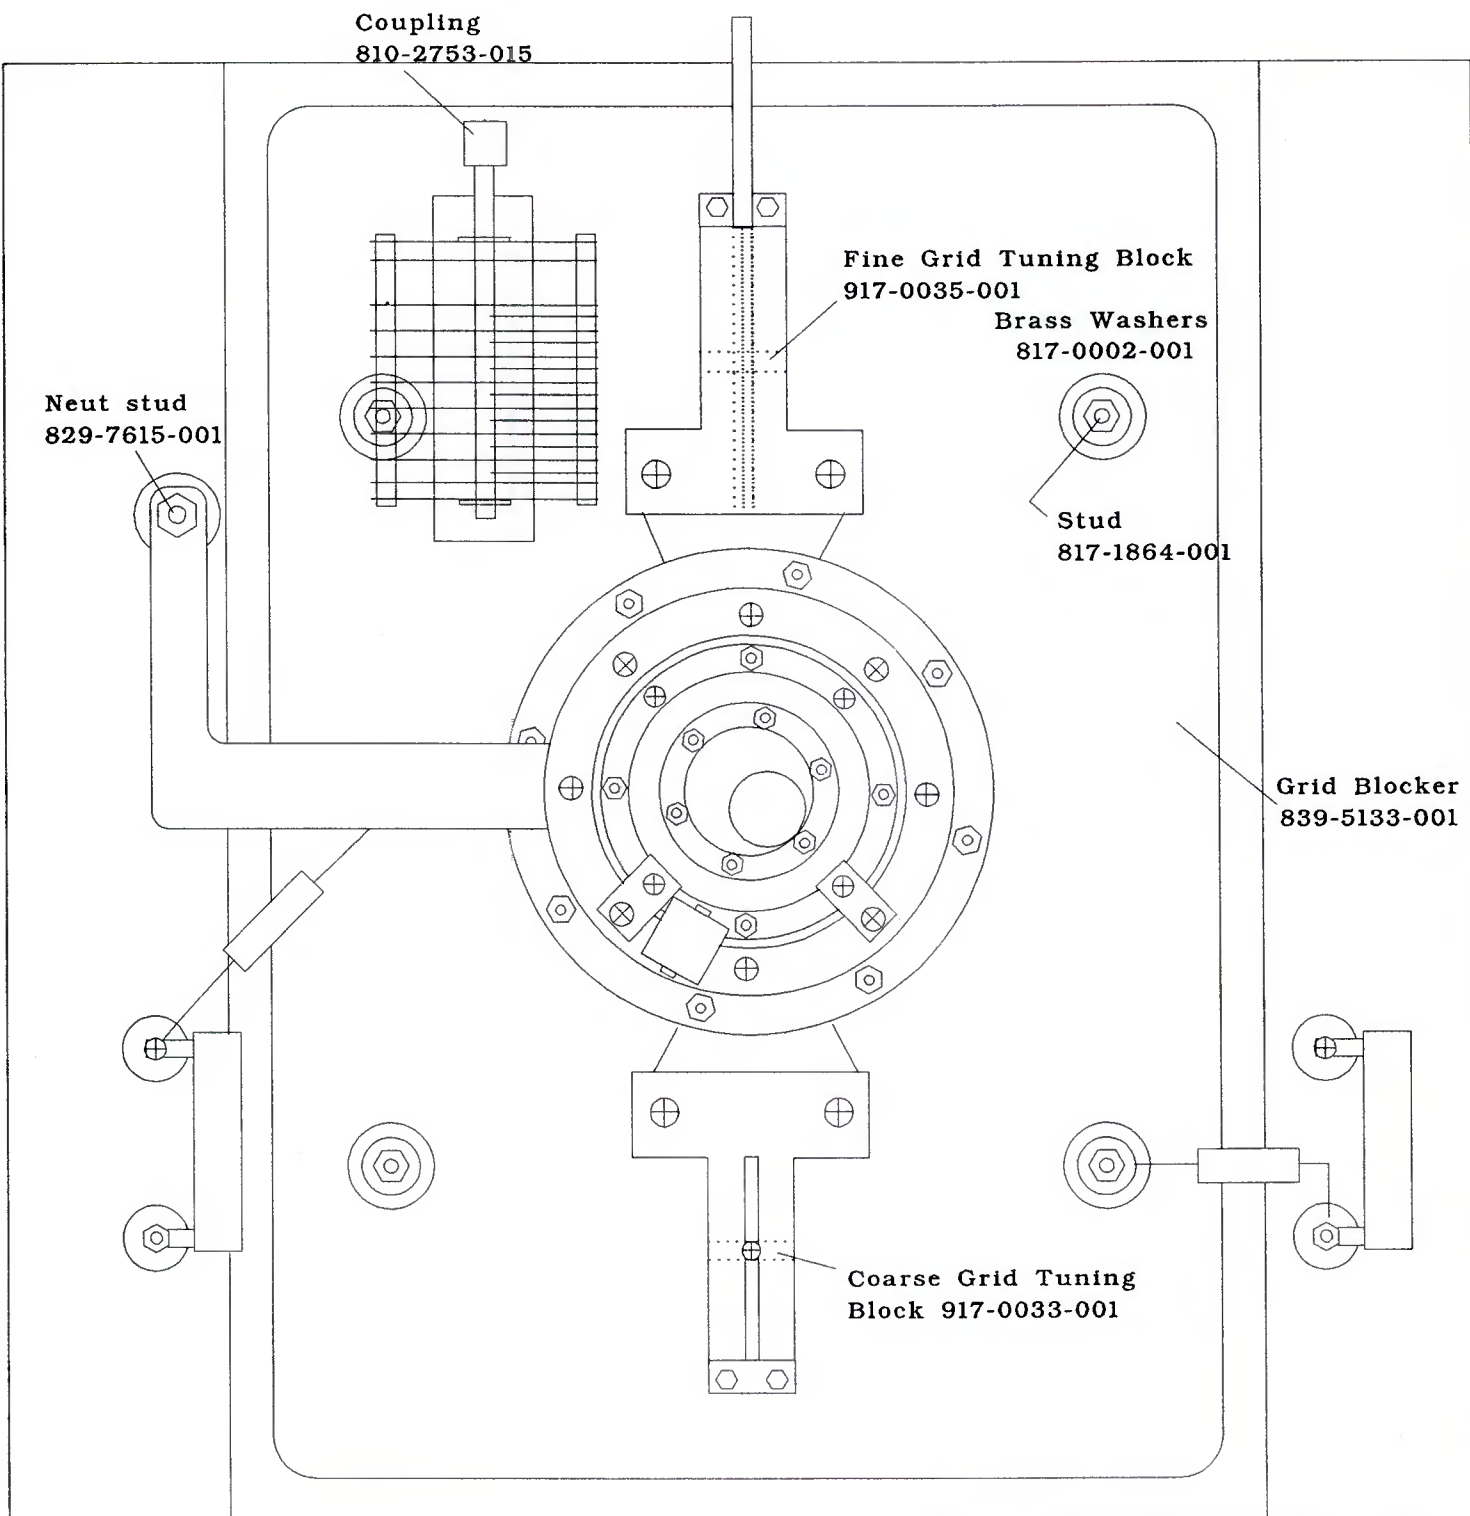 Coupling
810-2753-015
Fine Grid Tuning Block
917-0035-001
Brass Washers
817-0002-001
Neut stud
829-7615-001
Stud
817-1864-001
Grid Blocker
839-5133-001
Coarse Grid Tuning
Block 917-0033-001